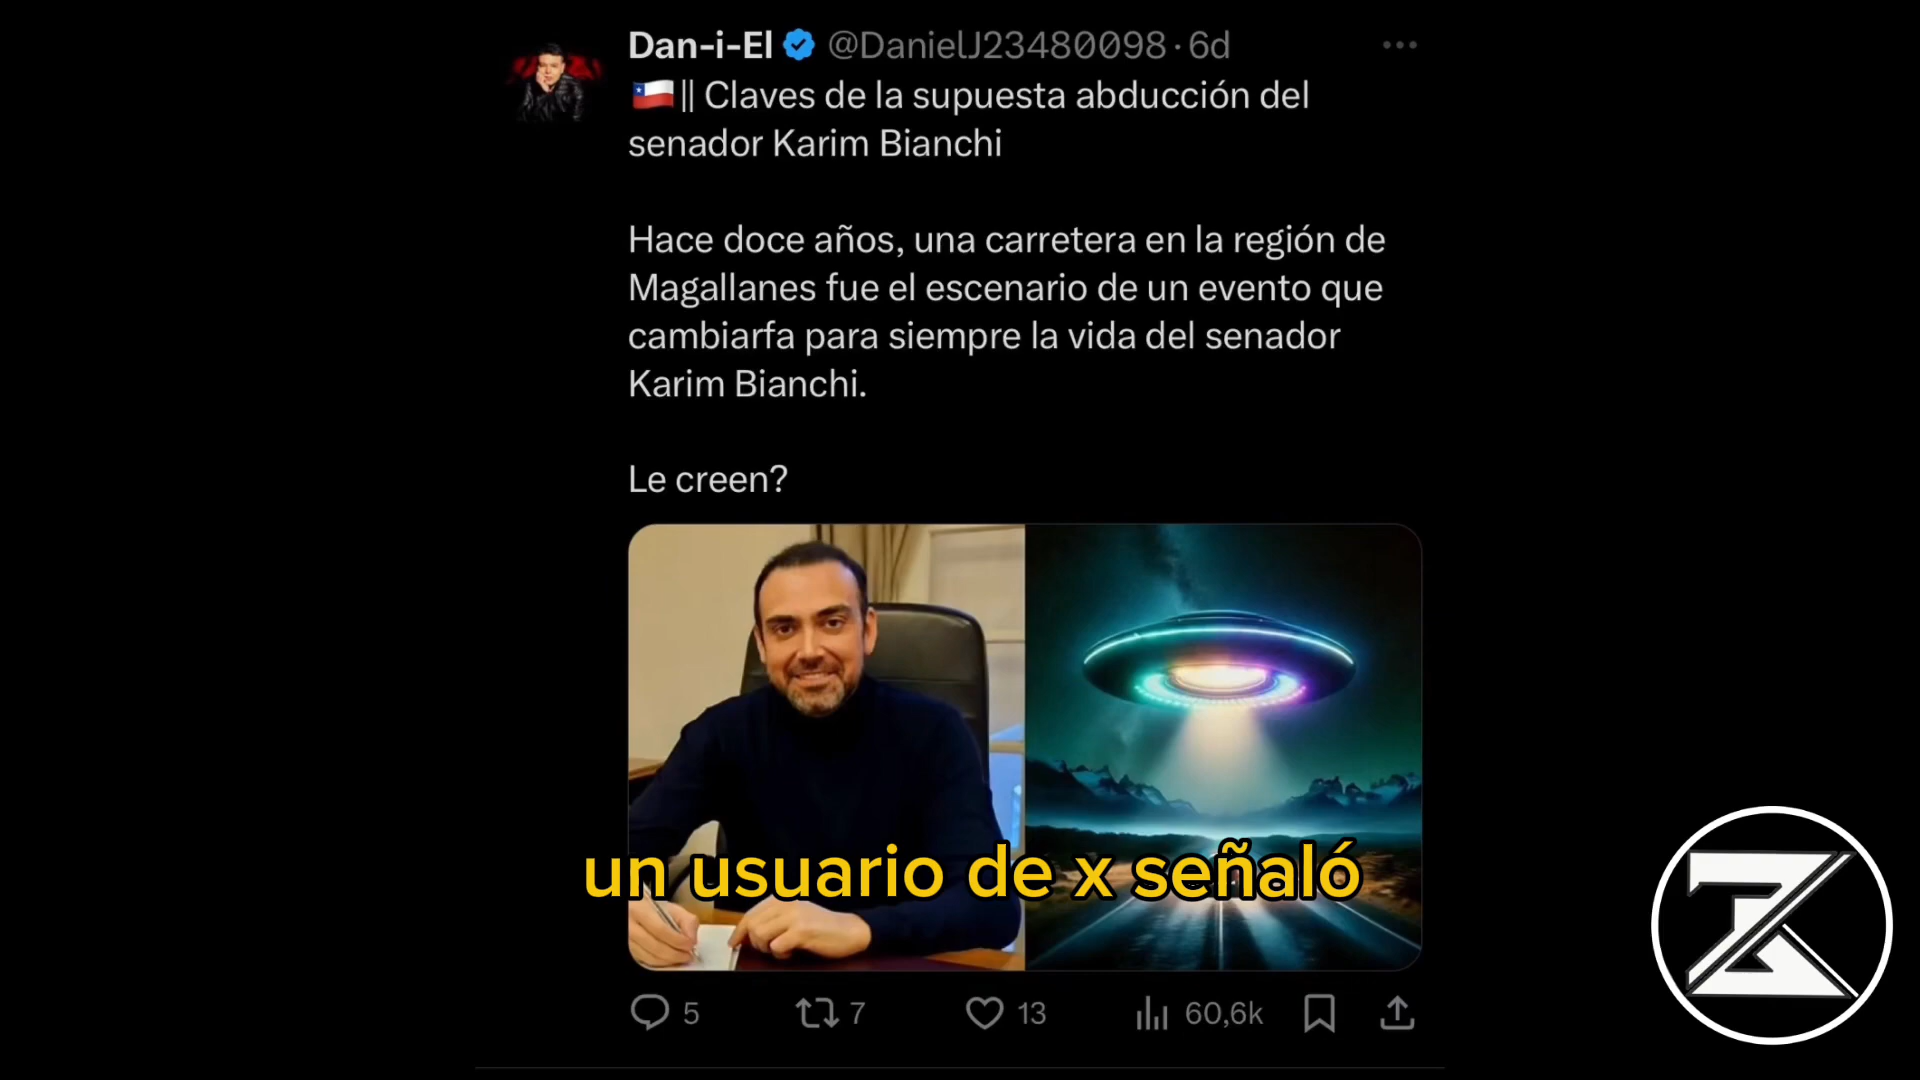 Dan-i-El @DanielJ23480098 · 6d
🇨🇱|| Claves de la supuesta abducción del
senador Karim Bianchi
Hace doce años, una carretera en la región de
Magallanes fue el escenario de un evento que
cambiarfa para siempre la vida del senador
Karim Bianchi.
Le creen?
un usuario de x señaló
5 7 13 60,6k